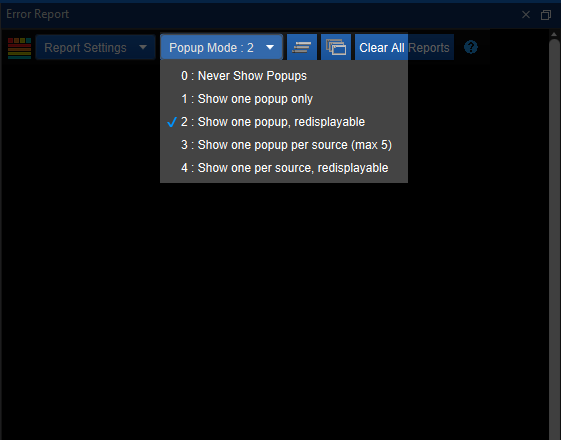 Error Report
Report Settings
Popup Mode : 2
Clear All Reports
?
0 : Never Show Popups
1 : Show one popup only
2 : Show one popup, redisplayable
3 : Show one popup per source (max 5)
4 : Show one per source, redisplayable